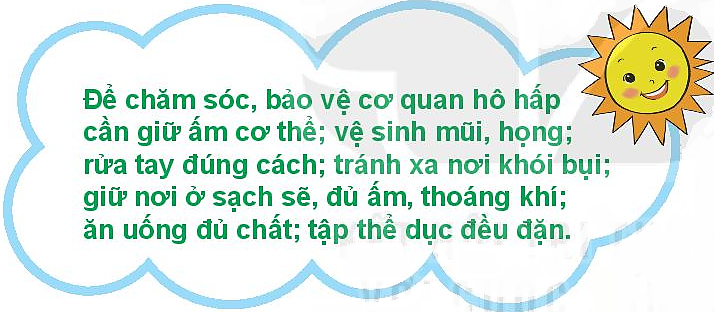 Để chăm sóc, bảo vệ cơ quan hô hấp
cần giữ ấm cơ thể; vệ sinh mũi, họng;
rửa tay đúng cách; tránh xa nơi khói bụi;
giữ nơi ở sạch sẽ, đủ ấm, thoáng khí;
ăn uống đủ chất; tập thể dục đều đặn.